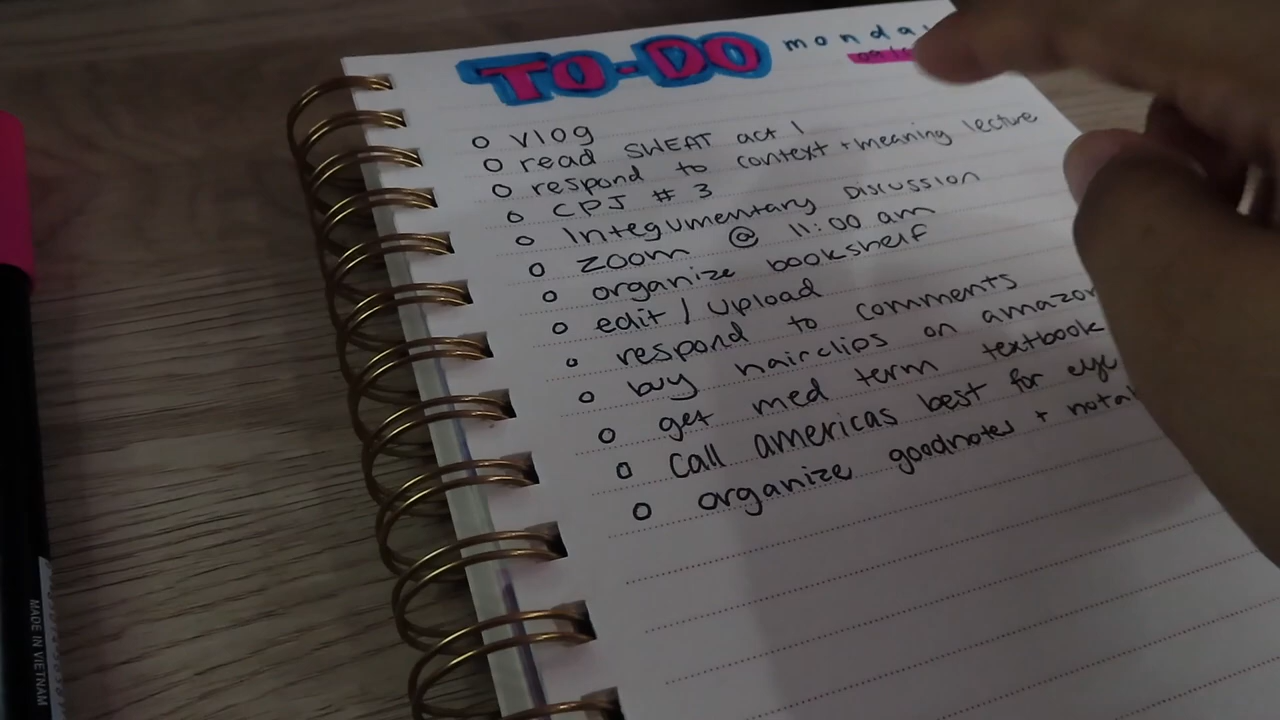 TO-DO monday
vlog
read SWEAT act 1
respond to context + meaning lecture
CPJ # 3
Integumentary Discussion
zoom @ 11:00 am
organize bookshelf
edit / upload
respond to comments
buy hairclips on amazon
get med term textbook
call americas best for
organize goodnotes +
MADE IN VIETNAM